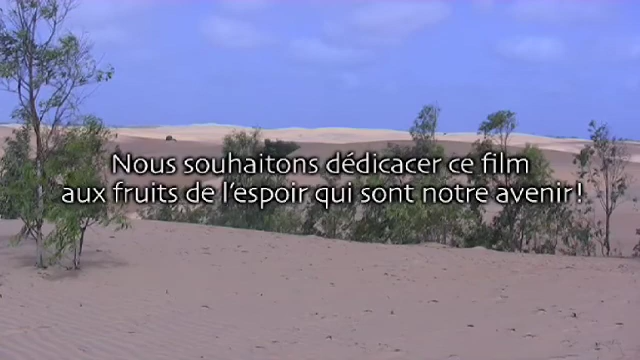 Nous souhaitons dédicacer ce film
aux fruits de l'espoir qui sont notre avenir !